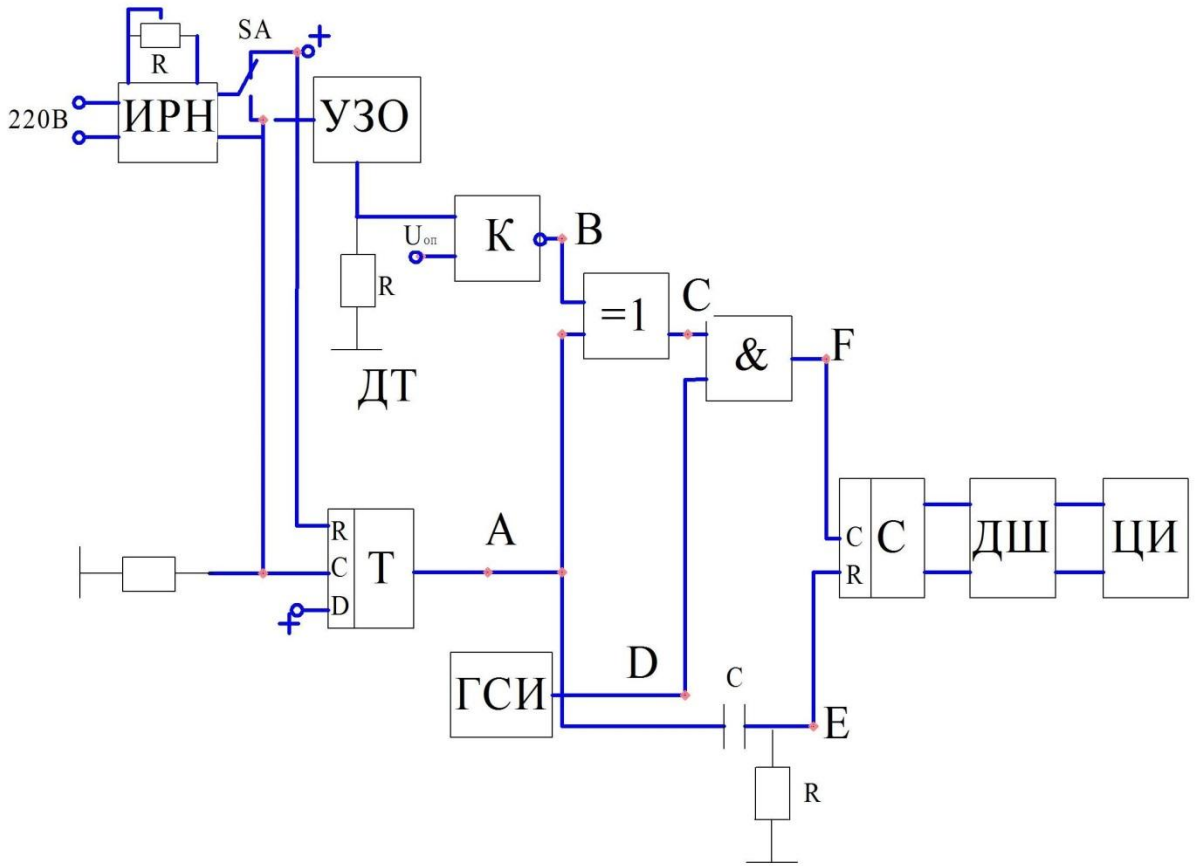 SA
+
R
220В
ИРН
УЗО
Uоп
К
В
R
=1
С
&
F
ДТ
R
С
D
Т
А
+
С
R
С
ДШ
ЦИ
ГСИ
D
С
Е
R